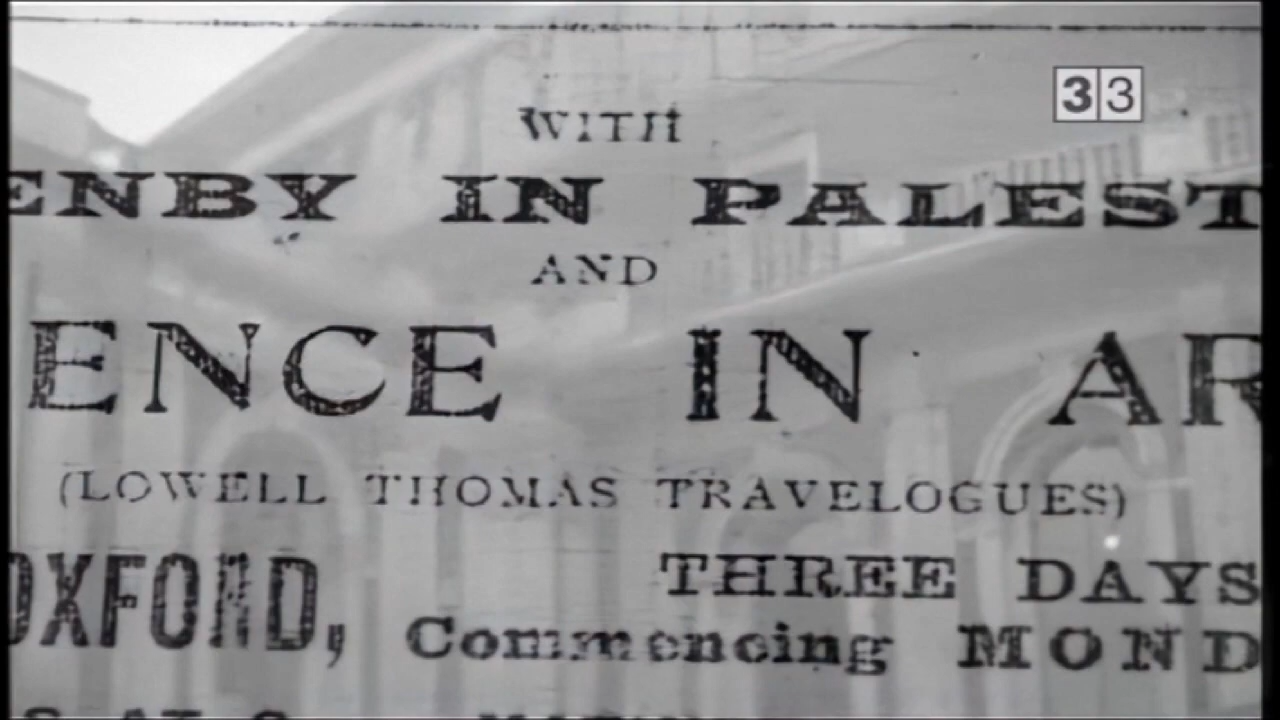 33
WITH
ENBY IN PALEST
AND
ENCE IN AR
(LOWELL THOMAS TRAVELOGUES)
OXFORD, THREE DAYS
Commencing MOND